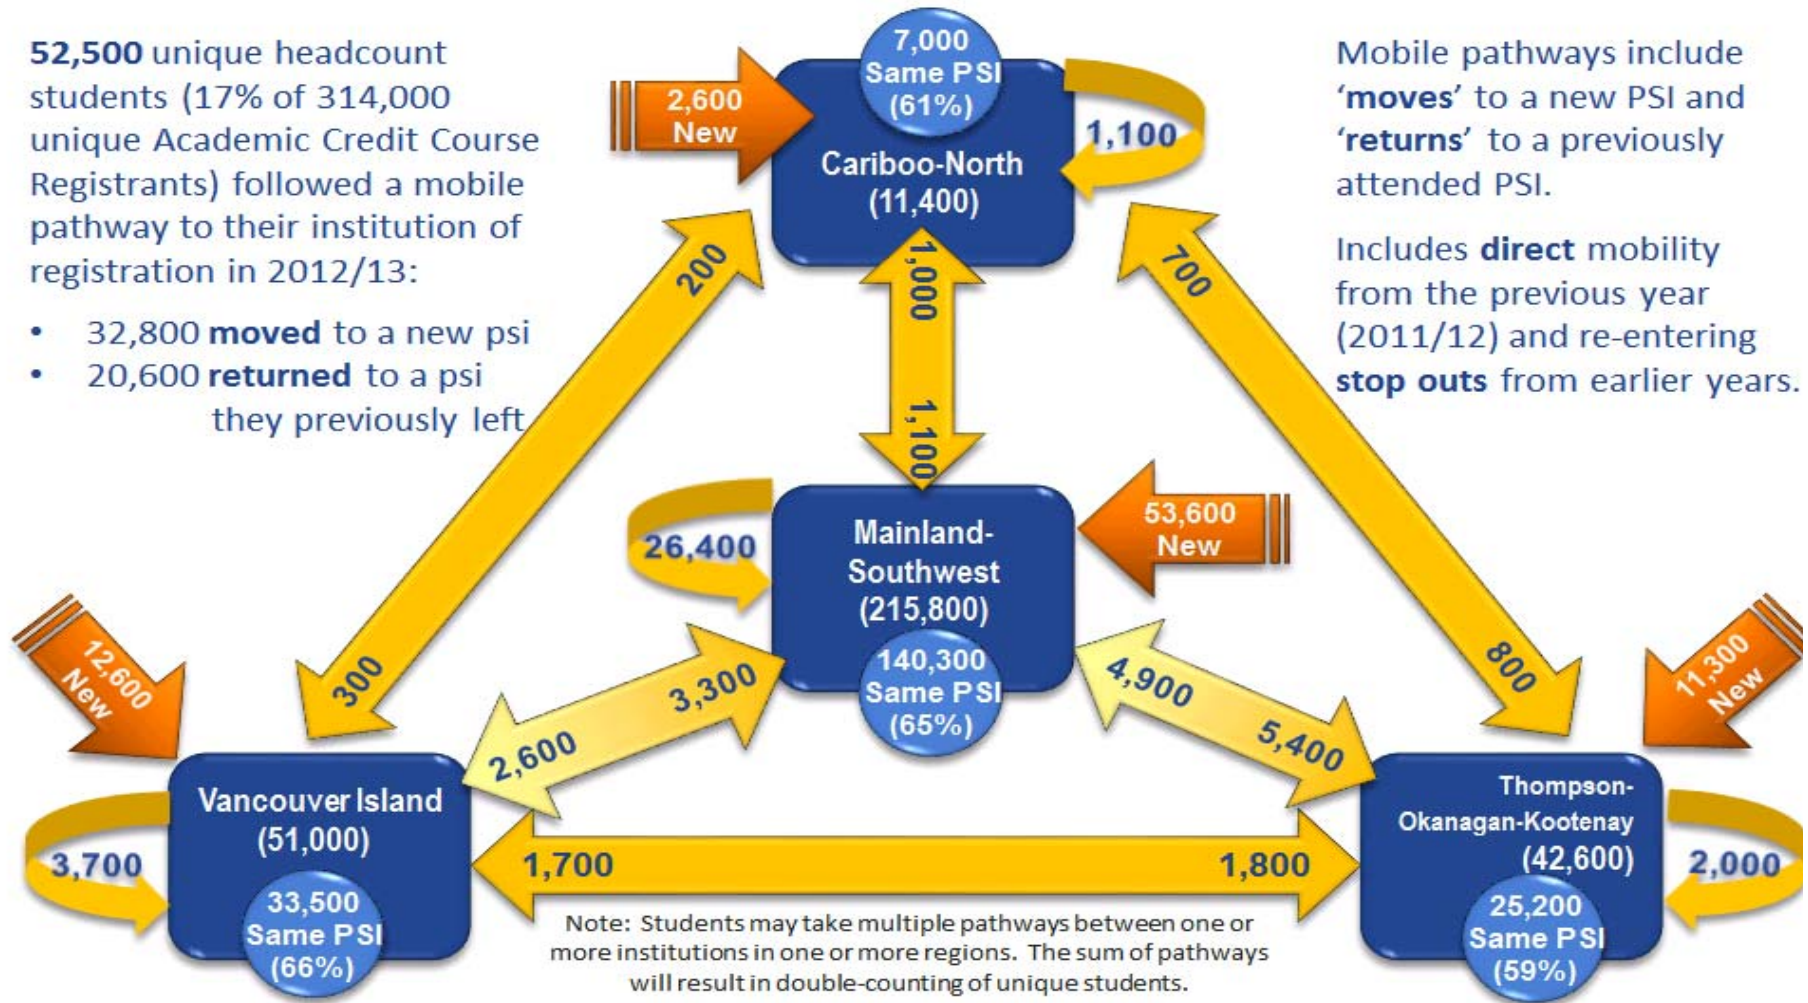 52,500 unique headcount
students (17% of 314,000
unique Academic Credit Course
Registrants) followed a mobile
pathway to their institution of
registration in 2012/13:
• 32,800 moved to a new psi
• 20,600 returned to a psi
they previously left
7,000
Same PSI
(61%)
Cariboo-North
(11,400)
2,600
New
1,100
Mobile pathways include
‘moves’ to a new PSI and
‘returns’ to a previously
attended PSI.
Includes direct mobility
from the previous year
(2011/12) and re-entering
stop outs from earlier years.
200
300
1,000
1,100
700
800
26,400
Mainland-
Southwest
(215,800)
140,300
Same PSI
(65%)
53,600
New
12,600
New
2,600
3,300
4,900
5,400
11,300
New
Vancouver Island
(51,000)
33,500
Same PSI
(66%)
3,700
1,700
1,800
Thompson-
Okanagan-Kootenay
(42,600)
25,200
Same PSI
(59%)
2,000
Note: Students may take multiple pathways between one or
more institutions in one or more regions. The sum of pathways
will result in double-counting of unique students.